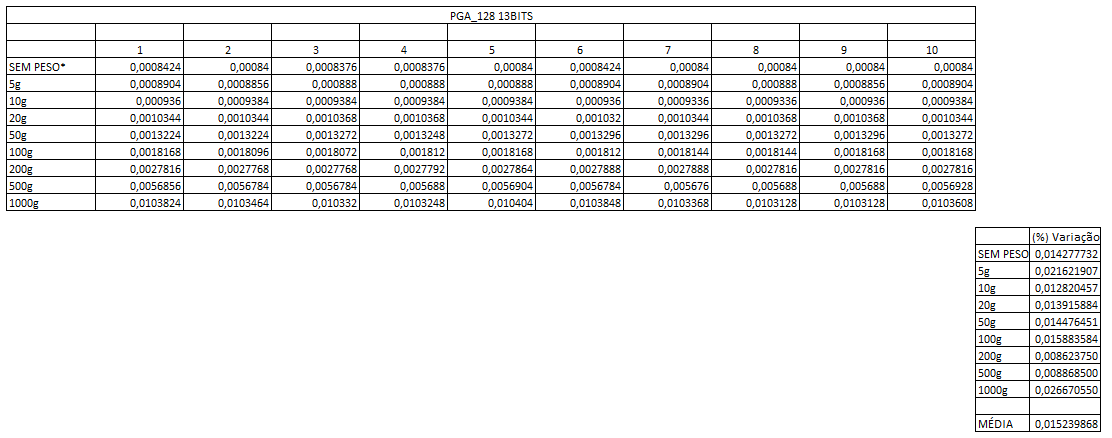 PGA_128 13BITS
1 2 3 4 5 6 7 8 9 10
SEM PESO* 0,0008424 0,00084 0,0008376 0,0008376 0,00084 0,0008424 0,00084 0,00084 0,00084 0,00084
5g 0,0008904 0,0008856 0,000888 0,000888 0,000888 0,0008904 0,0008904 0,000888 0,0008856 0,0008904
10g 0,000936 0,0009384 0,0009384 0,0009384 0,0009384 0,000936 0,0009336 0,0009336 0,000936 0,0009384
20g 0,0010344 0,0010344 0,0010368 0,0010368 0,0010344 0,001032 0,0010344 0,0010368 0,0010368 0,0010344
50g 0,0013224 0,0013224 0,0013272 0,0013248 0,0013272 0,0013296 0,0013296 0,0013272 0,0013296 0,0013272
100g 0,0018168 0,0018096 0,0018072 0,001812 0,0018168 0,001812 0,0018144 0,0018144 0,0018168 0,0018168
200g 0,0027816 0,0027768 0,0027768 0,0027792 0,0027864 0,0027888 0,0027888 0,0027816 0,0027816 0,0027816
500g 0,0056856 0,0056784 0,0056784 0,005688 0,0056904 0,0056784 0,005676 0,005688 0,005688 0,0056928
1000g 0,0103824 0,0103464 0,010332 0,0103248 0,010404 0,0103848 0,0103368 0,0103128 0,0103128 0,0103608
(%) Variação
SEM PESO 0,014277732
5g 0,021621907
10g 0,012820457
20g 0,013915884
50g 0,014476451
100g 0,015883584
200g 0,008623750
500g 0,008868500
1000g 0,026670550
MÉDIA 0,015239868